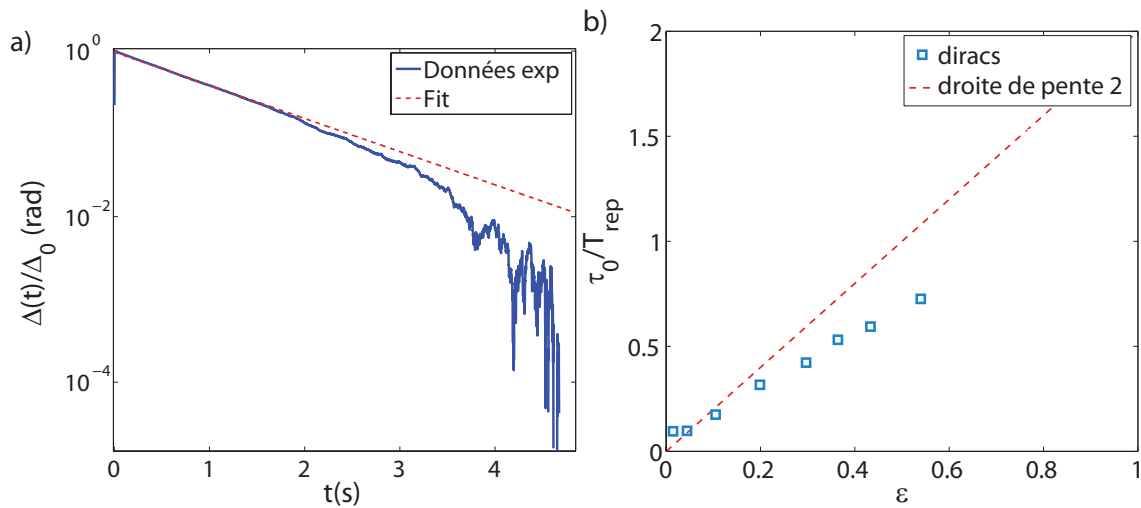 a)
10^0
10^-2
10^-4
Δ(t)/Δ_0 (rad)
Données exp
Fit
0 1 2 3 4
t(s)
b)
2
1.5
1
0.5
0
τ_0/T_rep
diracs
droite de pente 2
0 0.2 0.4 0.6 0.8 1
ε